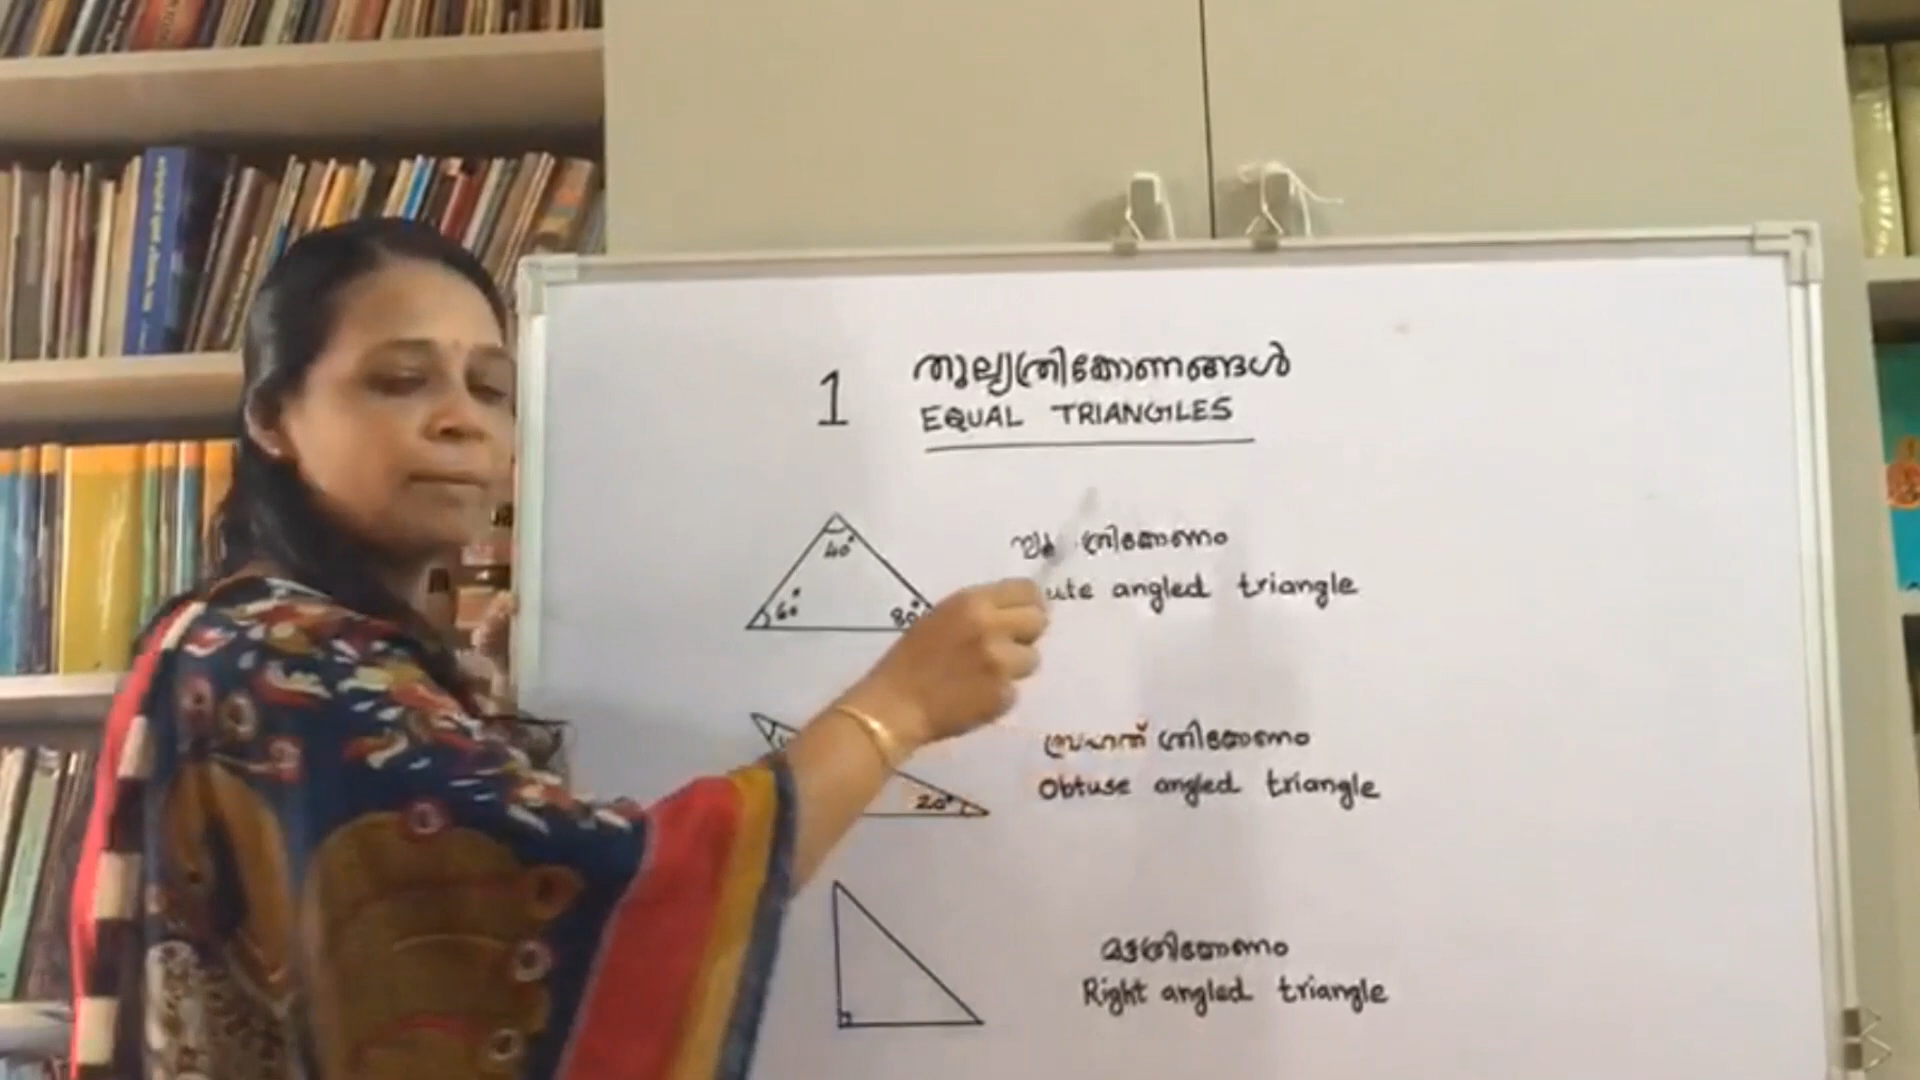 1
തുല്യത്രികോണങ്ങൾ
EQUAL TRIANGLES
40°
60°
80°
ത്രികോണം
angled triangle
ബൃഹത് ത്രികോണം
Obtuse angled triangle
20°
മട്ടത്രികോണം
Right angled triangle